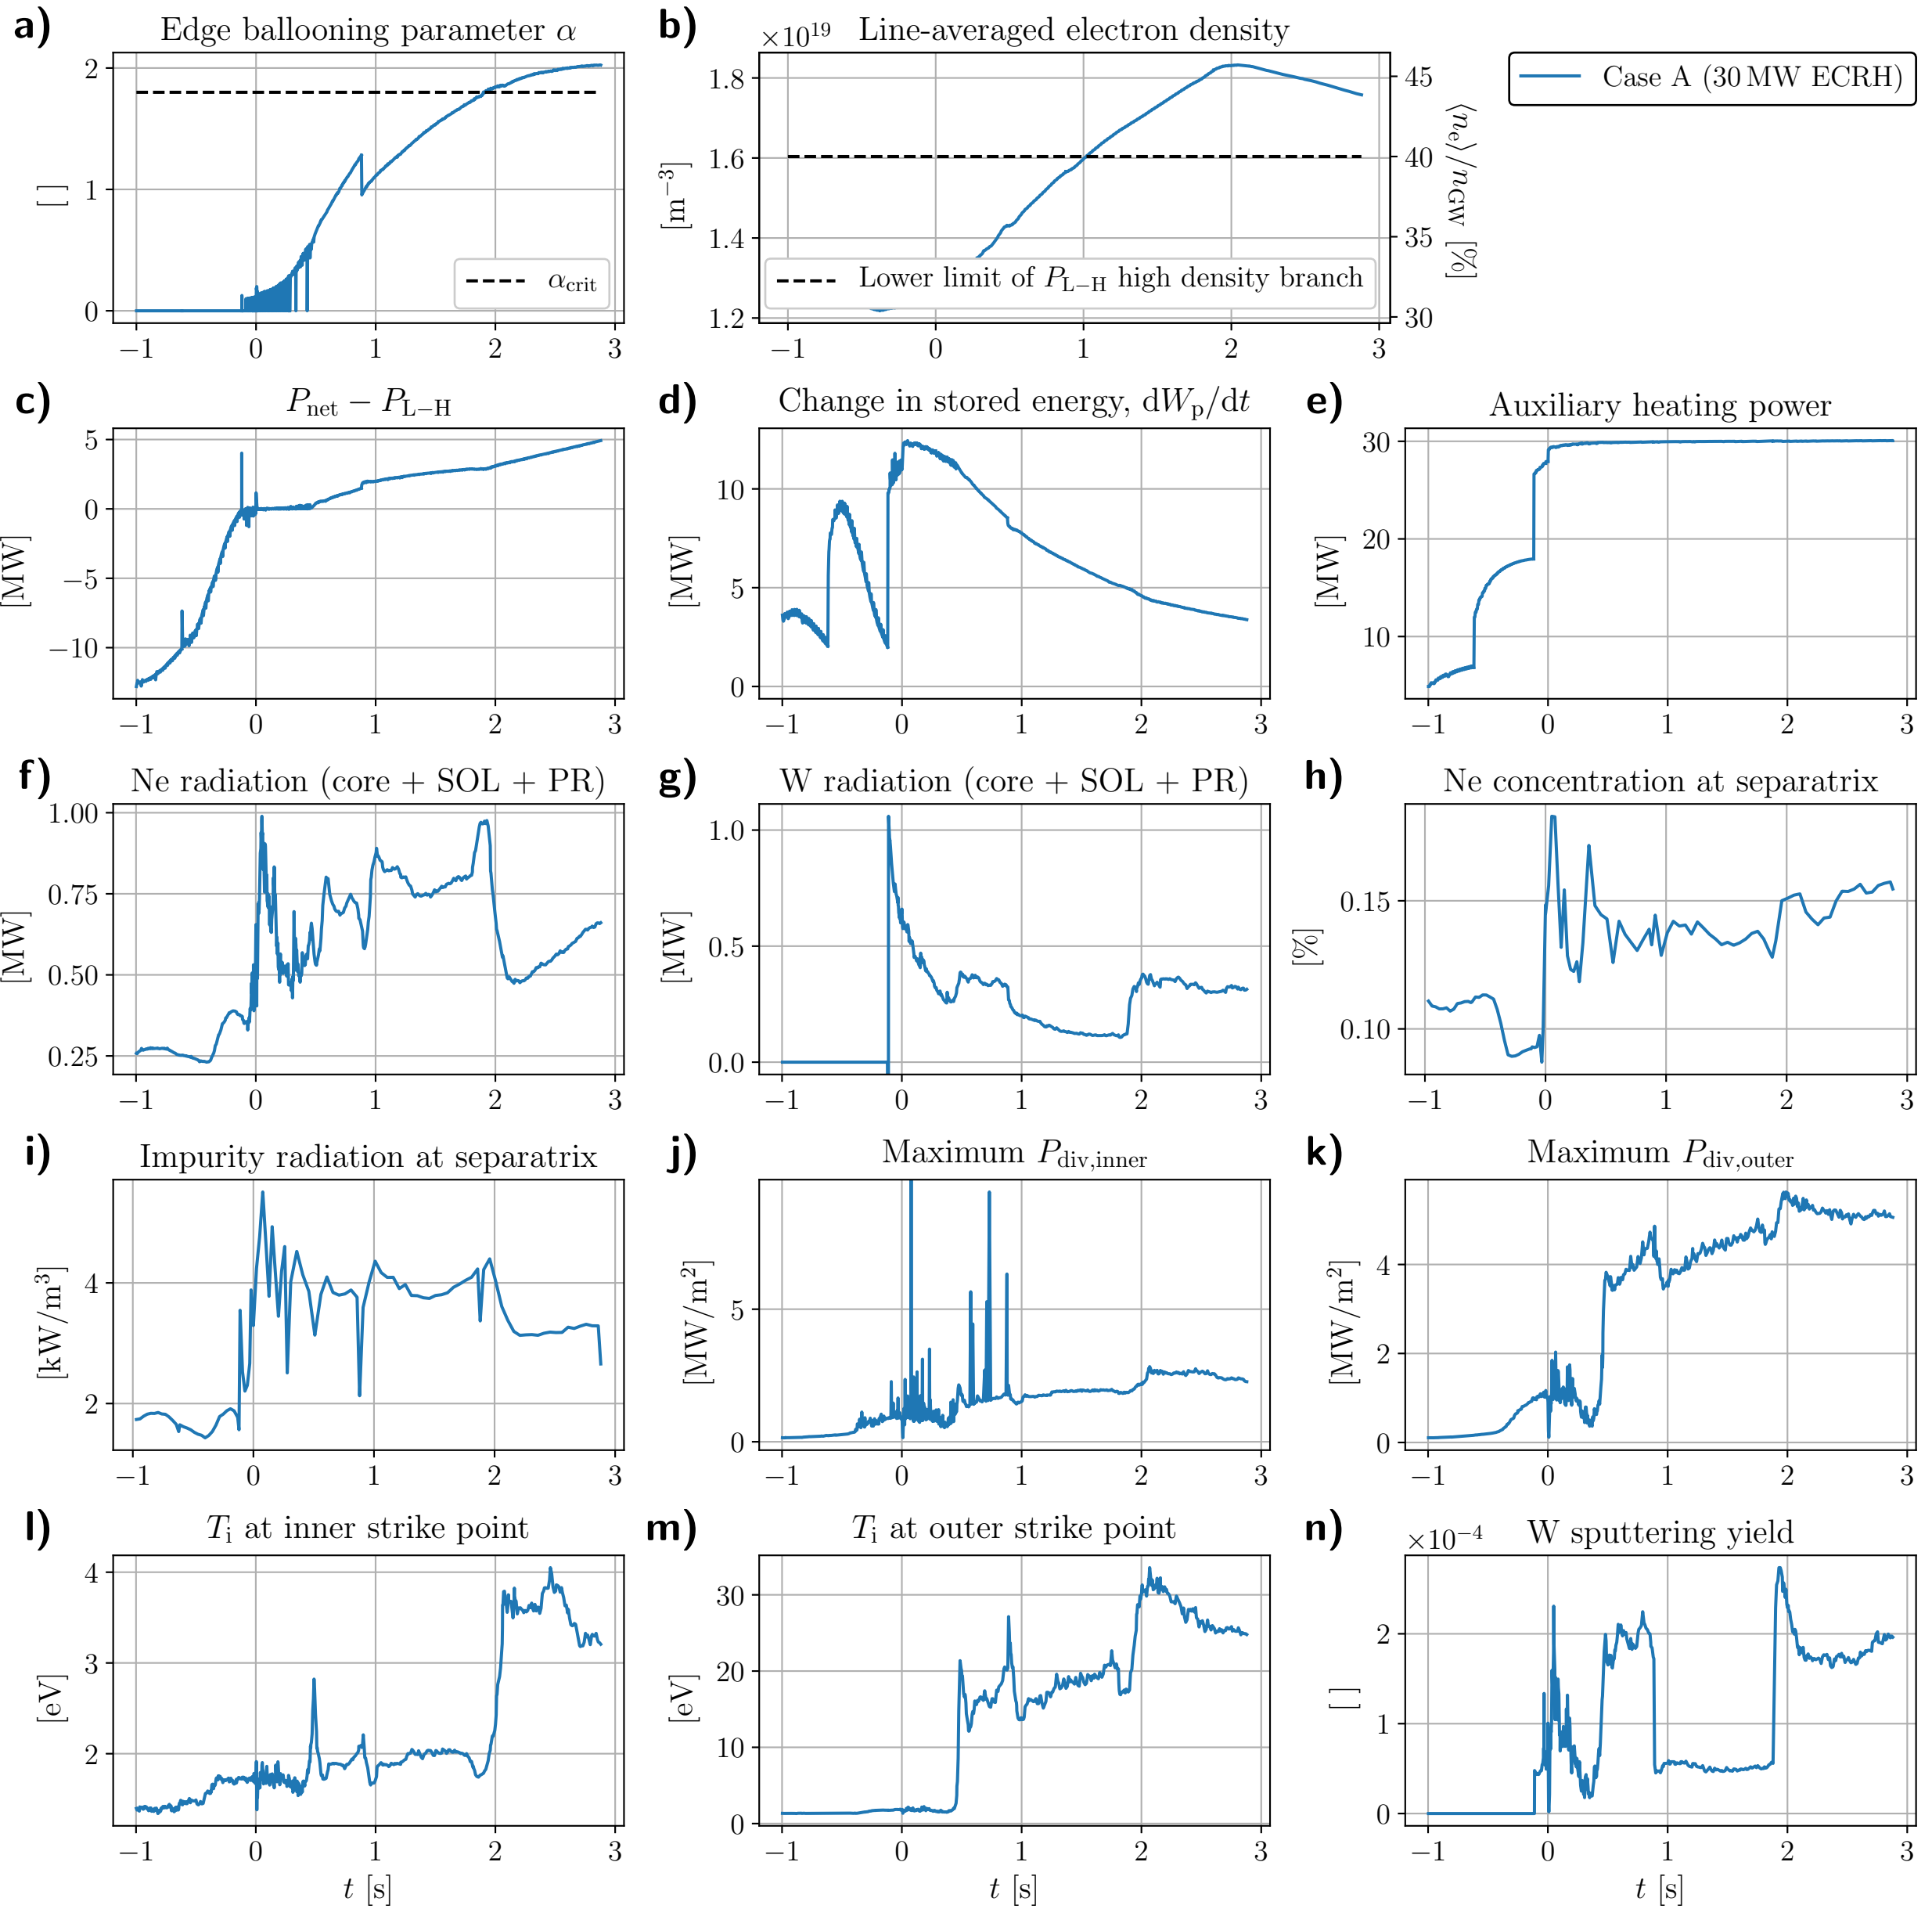 a) Edge ballooning parameter α
[ ]
2
1
0
α_crit
−1 0 1 2 3
b) ×10^19 Line-averaged electron density
[m^−3]
1.8
1.6
1.4
1.2
45
40
35
30
⟨n_e⟩/n_GW [%]
Lower limit of P_L−H high density branch
−1 0 1 2 3
Case A (30 MW ECRH)
c) P_net − P_L−H
[MW]
5
0
−5
−10
−1 0 1 2 3
d) Change in stored energy, dW_p/dt
[MW]
10
5
0
−1 0 1 2 3
e) Auxiliary heating power
[MW]
30
20
10
−1 0 1 2 3
f) Ne radiation (core + SOL + PR)
[MW]
1.00
0.75
0.50
0.25
−1 0 1 2 3
g) W radiation (core + SOL + PR)
[MW]
1.0
0.5
0.0
−1 0 1 2 3
h) Ne concentration at separatrix
[%]
0.15
0.10
−1 0 1 2 3
i) Impurity radiation at separatrix
[kW/m^3]
4
2
−1 0 1 2 3
j) Maximum P_div,inner
[MW/m^2]
5
0
−1 0 1 2 3
k) Maximum P_div,outer
[MW/m^2]
4
2
0
−1 0 1 2 3
l) T_i at inner strike point
[eV]
4
3
2
−1 0 1 2 3
t [s]
m) T_i at outer strike point
[eV]
30
20
10
0
−1 0 1 2 3
t [s]
n) ×10^−4 W sputtering yield
[ ]
2
1
0
−1 0 1 2 3
t [s]